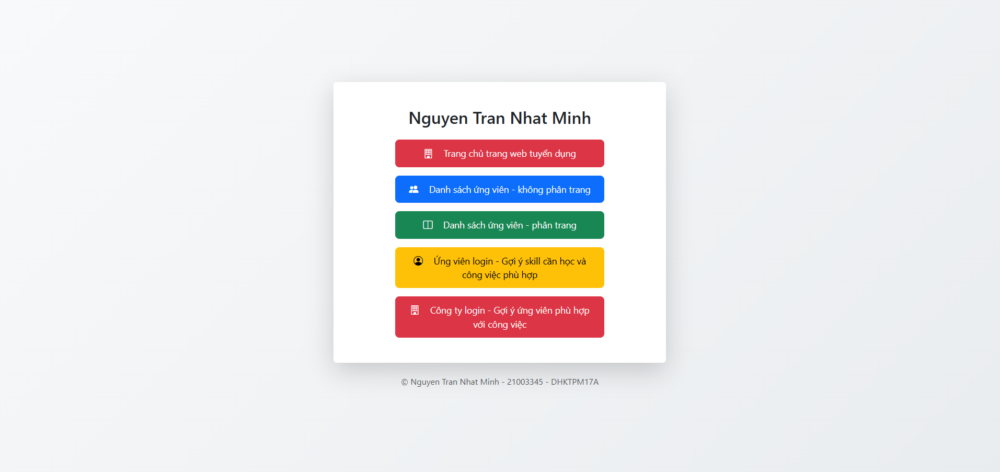 Nguyen Tran Nhat Minh
Trang chủ trang web tuyển dụng
Danh sách ứng viên - không phân trang
Danh sách ứng viên - phân trang
Ứng viên login - Gợi ý skill cần học và
công việc phù hợp
Công ty login - Gợi ý ứng viên phù hợp
với công việc
© Nguyen Tran Nhat Minh - 21003345 - DHKTPM17A